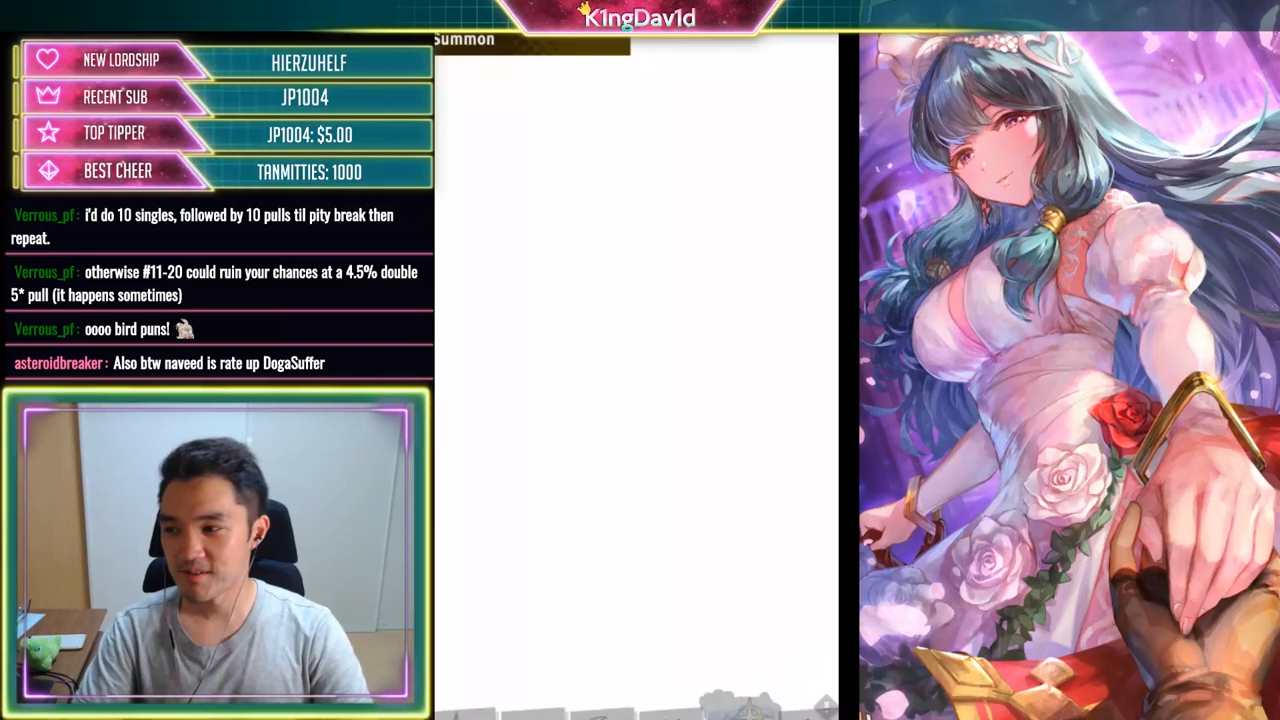 K1ngDav1d
Summon
NEW LORDSHIP
HIERZUHELF
RECENT SUB
JP1004
TOP TIPPER
JP1004: $5.00
BEST CHEER
TANMITTIES: 1000
Verrous_pf: i'd do 10 singles, followed by 10 pulls til pity break then
repeat.
Verrous_pf: otherwise #11-20 could ruin your chances at a 4.5% double
5* pull (it happens sometimes)
Verrous_pf: oooo bird puns!
asteroidbreaker: Also btw naveed is rate up DogaSuffer